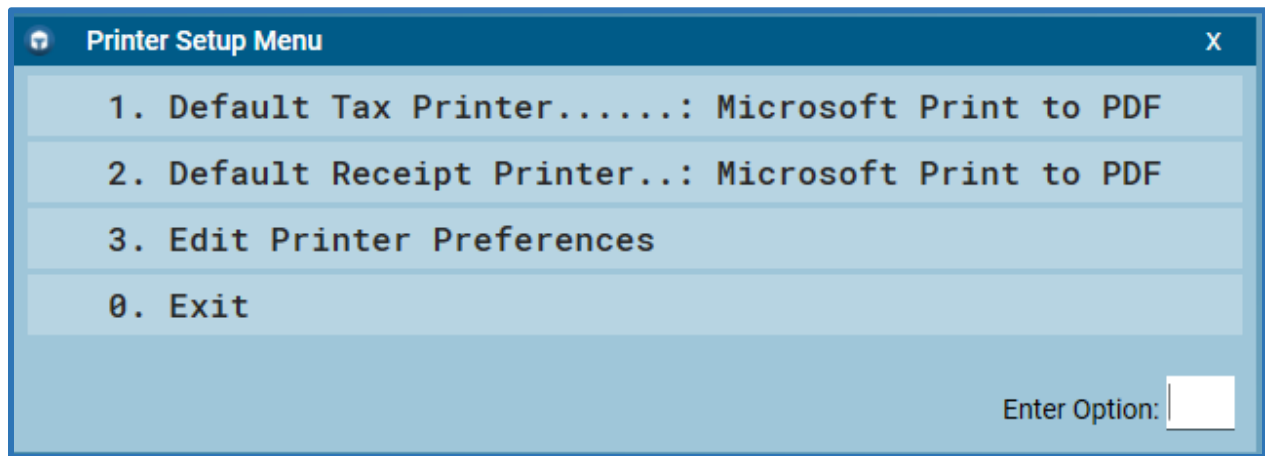 Printer Setup Menu X
1. Default Tax Printer......: Microsoft Print to PDF
2. Default Receipt Printer..: Microsoft Print to PDF
3. Edit Printer Preferences
0. Exit
Enter Option: